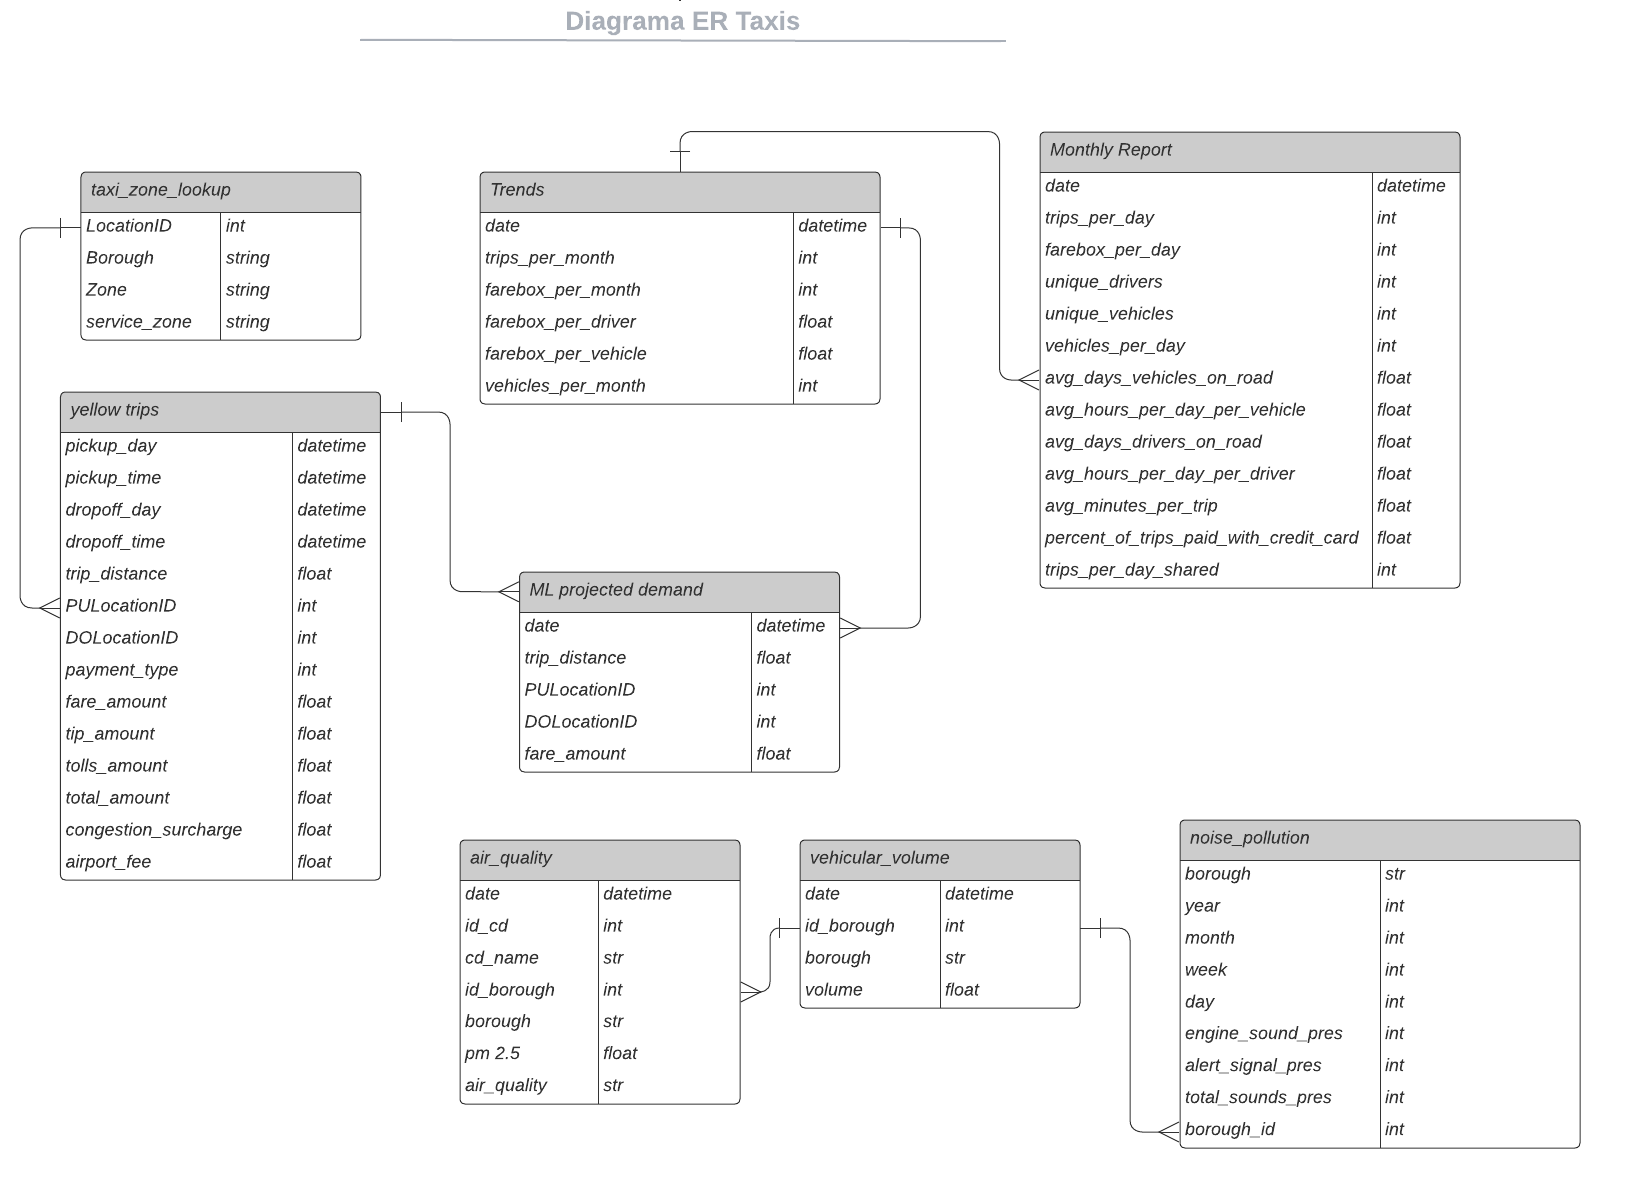 Diagrama ER Taxis
taxi_zone_lookup
LocationID int
Borough string
Zone string
service_zone string
Trends
date datetime
trips_per_month int
farebox_per_month int
farebox_per_driver float
farebox_per_vehicle float
vehicles_per_month int
Monthly Report
date datetime
trips_per_day int
farebox_per_day int
unique_drivers int
unique_vehicles int
vehicles_per_day int
avg_days_vehicles_on_road float
avg_hours_per_day_per_vehicle float
avg_days_drivers_on_road float
avg_hours_per_day_per_driver float
avg_minutes_per_trip float
percent_of_trips_paid_with_credit_card float
trips_per_day_shared int
yellow trips
pickup_day datetime
pickup_time datetime
dropoff_day datetime
dropoff_time datetime
trip_distance float
PULocationID int
DOLocationID int
payment_type int
fare_amount float
tip_amount float
tolls_amount float
total_amount float
congestion_surcharge float
airport_fee float
ML projected demand
date datetime
trip_distance float
PULocationID int
DOLocationID int
fare_amount float
air_quality
date datetime
id_cd int
cd_name str
id_borough int
borough str
pm 2.5 float
air_quality str
vehicular_volume
date datetime
id_borough int
borough str
volume float
noise_pollution
borough str
year int
month int
week int
day int
engine_sound_pres int
alert_signal_pres int
total_sounds_pres int
borough_id int